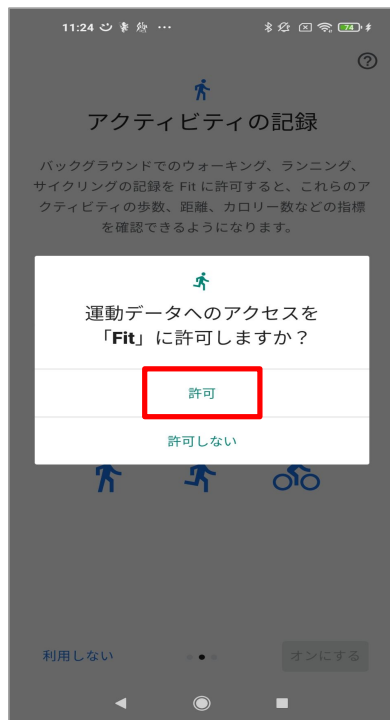 11:24
74
アクティビティの記録
バックグラウンドでのウォーキング、ランニング、
サイクリングの記録を Fit に許可すると、これらのア
クティビティの歩数、距離、カロリー数などの指標
を確認できるようになります。
運動データへのアクセスを
「Fit」に許可しますか？
許可
許可しない
利用しない
オンにする